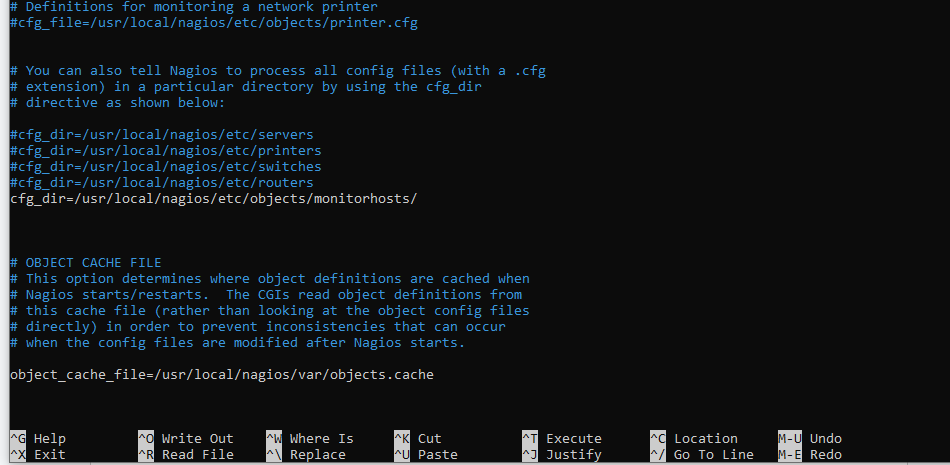 # Definitions for monitoring a network printer
#cfg_file=/usr/local/nagios/etc/objects/printer.cfg
# You can also tell Nagios to process all config files (with a .cfg
# extension) in a particular directory by using the cfg_dir
# directive as shown below:
#cfg_dir=/usr/local/nagios/etc/servers
#cfg_dir=/usr/local/nagios/etc/printers
#cfg_dir=/usr/local/nagios/etc/switches
#cfg_dir=/usr/local/nagios/etc/routers
cfg_dir=/usr/local/nagios/etc/objects/monitorhosts/
# OBJECT CACHE FILE
# This option determines where object definitions are cached when
# Nagios starts/restarts.  The CGIs read object definitions from
# this cache file (rather than looking at the object config files
# directly) in order to prevent inconsistencies that can occur
# when the config files are modified after Nagios starts.
object_cache_file=/usr/local/nagios/var/objects.cache
^G Help ^O Write Out ^W Where Is ^K Cut ^T Execute ^C Location M-U Undo
^X Exit ^R Read File ^\ Replace ^U Paste ^J Justify ^/ Go To Line M-E Redo